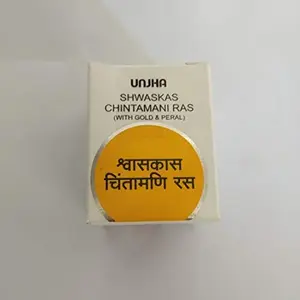 UNJHA
SHWASKAS
CHINTAMANI RAS
(WITH GOLD & PERAL)
श्वासकास
चिंतामणि रस